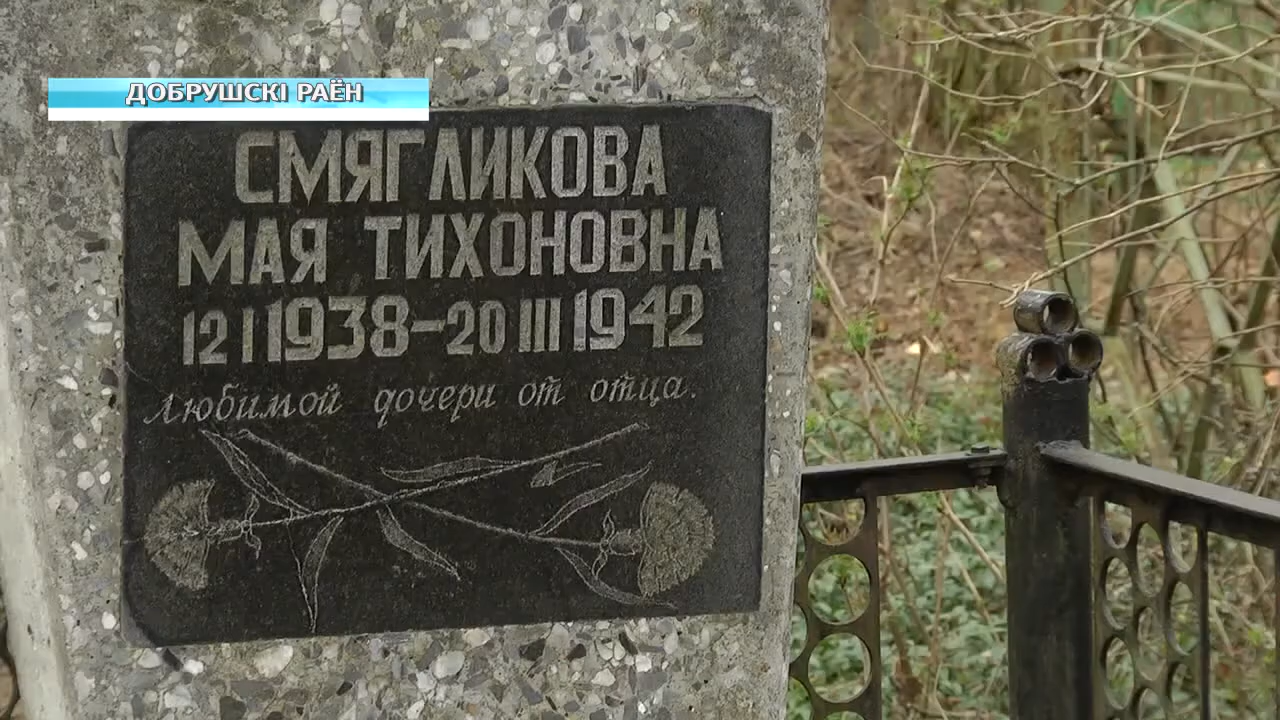 ДОБРУШСКІ РАЁН
СМЯГЛИКОВА
МАЯ ТИХОНОВНА
12 I 1938-20 III 1942
Любимой дочери от отца.